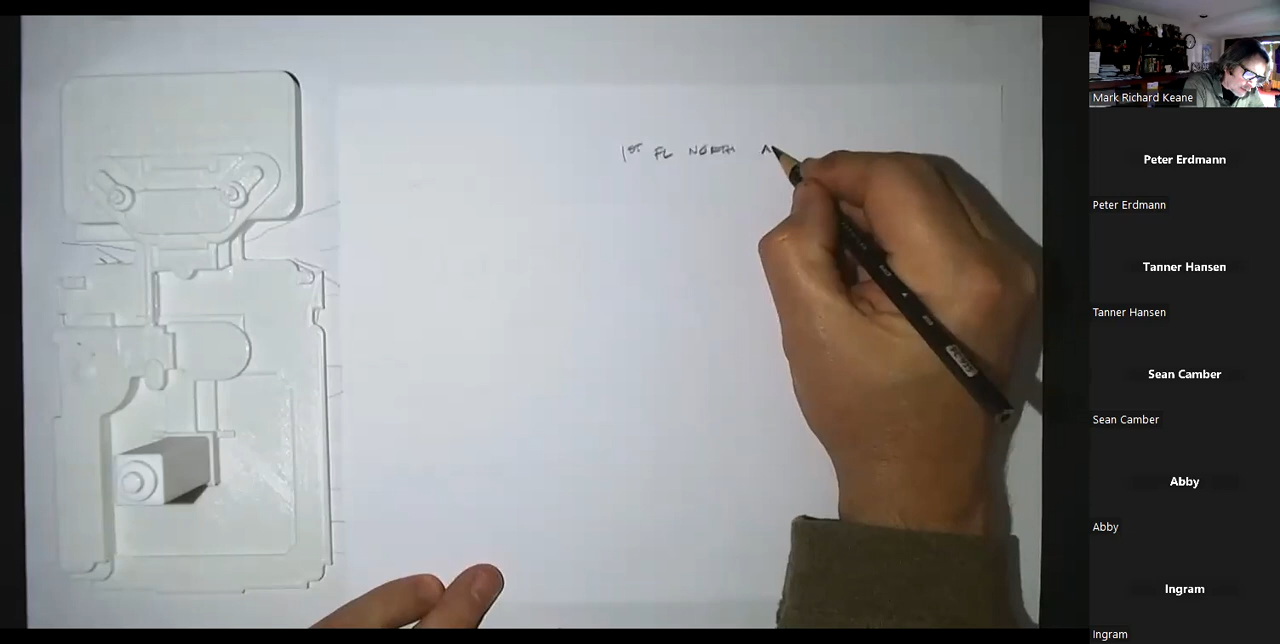 1ST FL NORTH
Mark Richard Keane
Peter Erdmann
Peter Erdmann
Tanner Hansen
Tanner Hansen
Sean Camber
Sean Camber
Abby
Abby
Ingram
Ingram